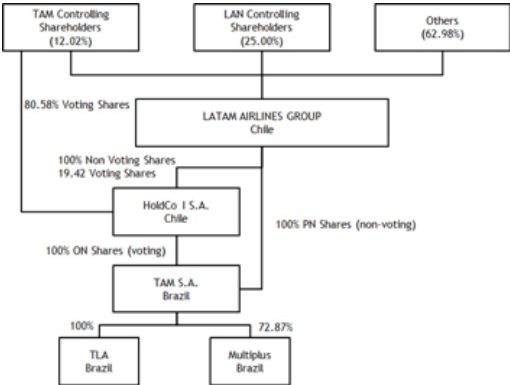 TAM Controlling
Shareholders
(12.02%)
LAN Controlling
Shareholders
(25.00%)
Others
(62.98%)
80.58% Voting Shares
LATAM AIRLINES GROUP
Chile
100% Non Voting Shares
19.42 Voting Shares
HoldCo I S.A.
Chile
100% PN Shares (non-voting)
100% ON Shares (voting)
TAM S.A.
Brazil
100%
72.87%
TLA
Brazil
Multiplus
Brazil